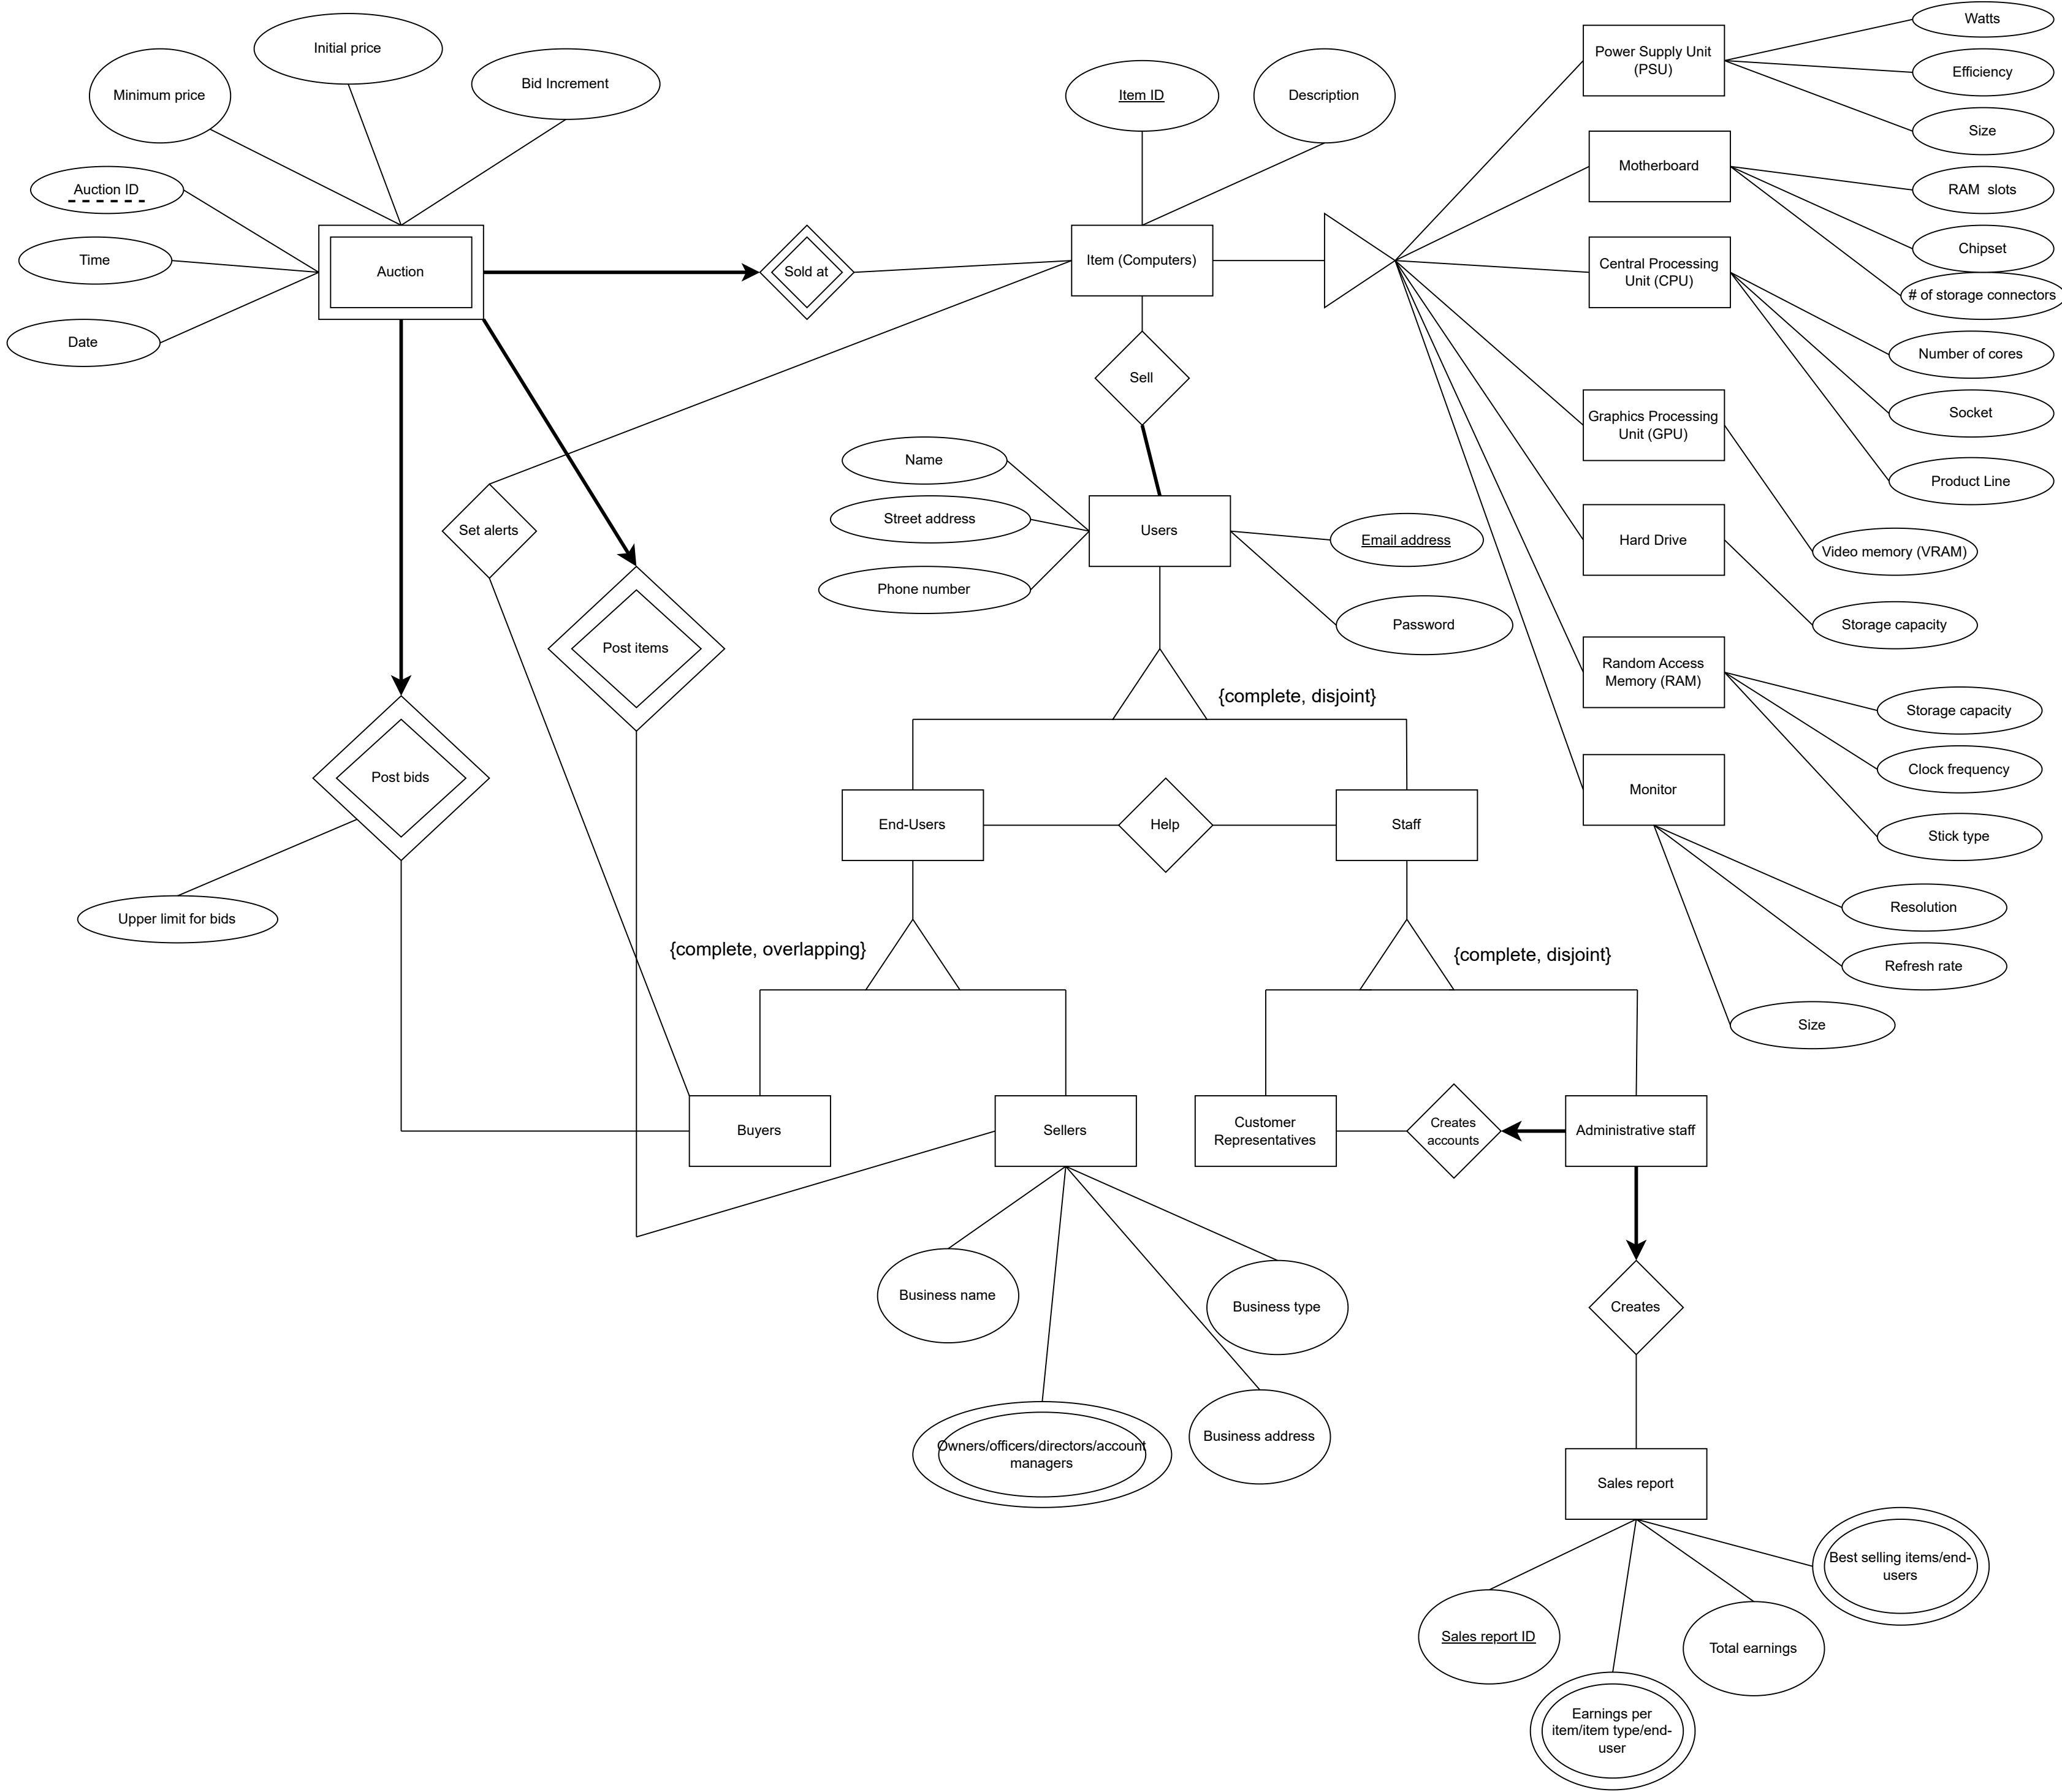 Initial price
Minimum price
Bid Increment
Auction ID
Time
Date
Auction
Sold at
Item ID
Description
Item (Computers)
Sell
Set alerts
Post items
Post bids
Upper limit for bids
Name
Street address
Phone number
Users
Email address
Password
{complete, disjoint}
End-Users
Help
Staff
{complete, overlapping}
{complete, disjoint}
Buyers
Sellers
Customer
Representatives
Creates
accounts
Administrative staff
Business name
Business type
Business address
Owners/officers/directors/account
managers
Creates
Sales report
Sales report ID
Earnings per
item/item type/end-
user
Total earnings
Best selling items/end-
users
Power Supply Unit
(PSU)
Watts
Efficiency
Size
Motherboard
RAM  slots
Chipset
# of storage connectors
Central Processing
Unit (CPU)
Number of cores
Socket
Product Line
Graphics Processing
Unit (GPU)
Video memory (VRAM)
Hard Drive
Storage capacity
Random Access
Memory (RAM)
Storage capacity
Clock frequency
Stick type
Monitor
Resolution
Refresh rate
Size